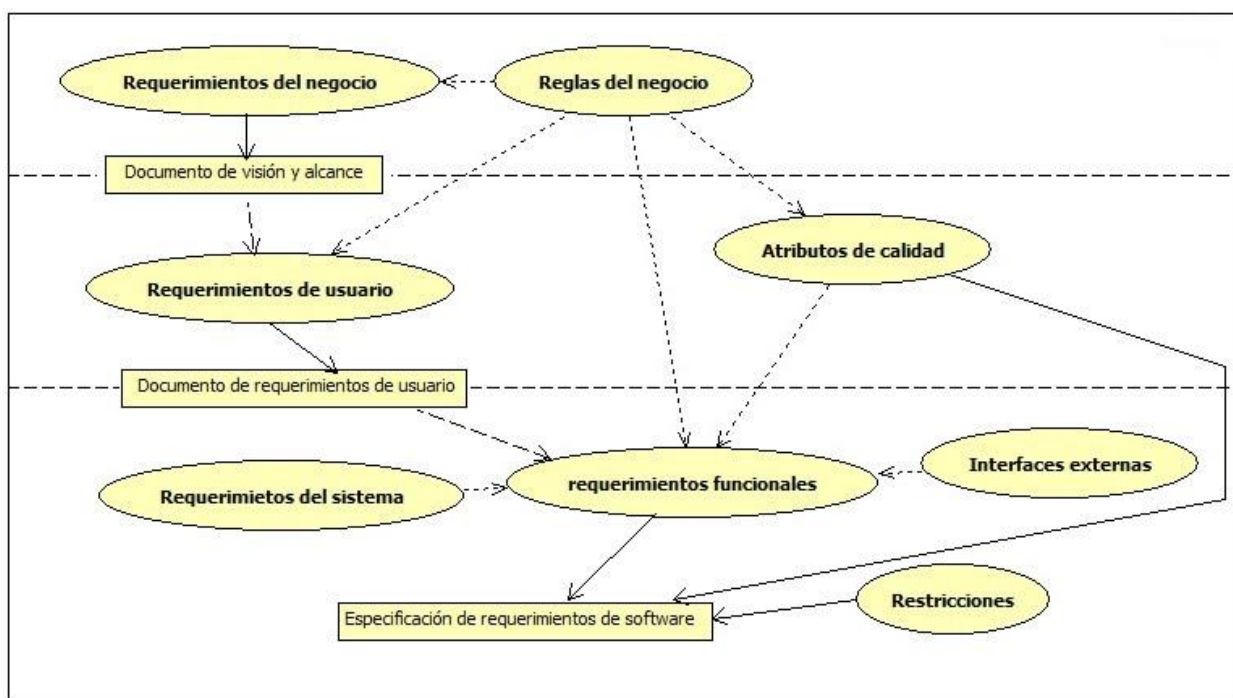 Requerimientos del negocio
Reglas del negocio
Documento de visión y alcance
Atributos de calidad
Requerimientos de usuario
Documento de requerimientos de usuario
Interfaces externas
requerimientos funcionales
Requerimietos del sistema
Restricciones
Especificación de requerimientos de software